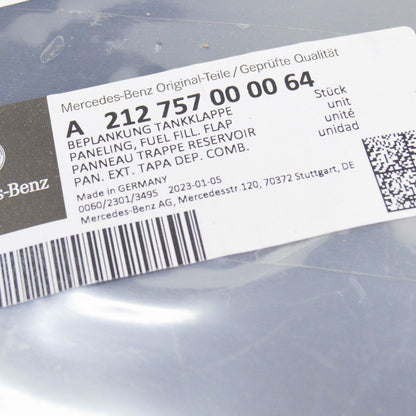 Mercedes-Benz Original-Teile/Geprüfte Qualität
A 212 757 00 00 64
BEPLANKUNG TANKKLAPPE
PANELING, FUEL FILL. FLAP
PANNEAU TRAPPE RESERVOIR
PAN. EXT. TAPA DEP. COMB.
Stück
unit
unité
unidad
Made in GERMANY
0060/2301/3495 2023-01-05
Mercedes-Benz AG, Mercedesstr.120, 70372 Stuttgart, DE
-Benz